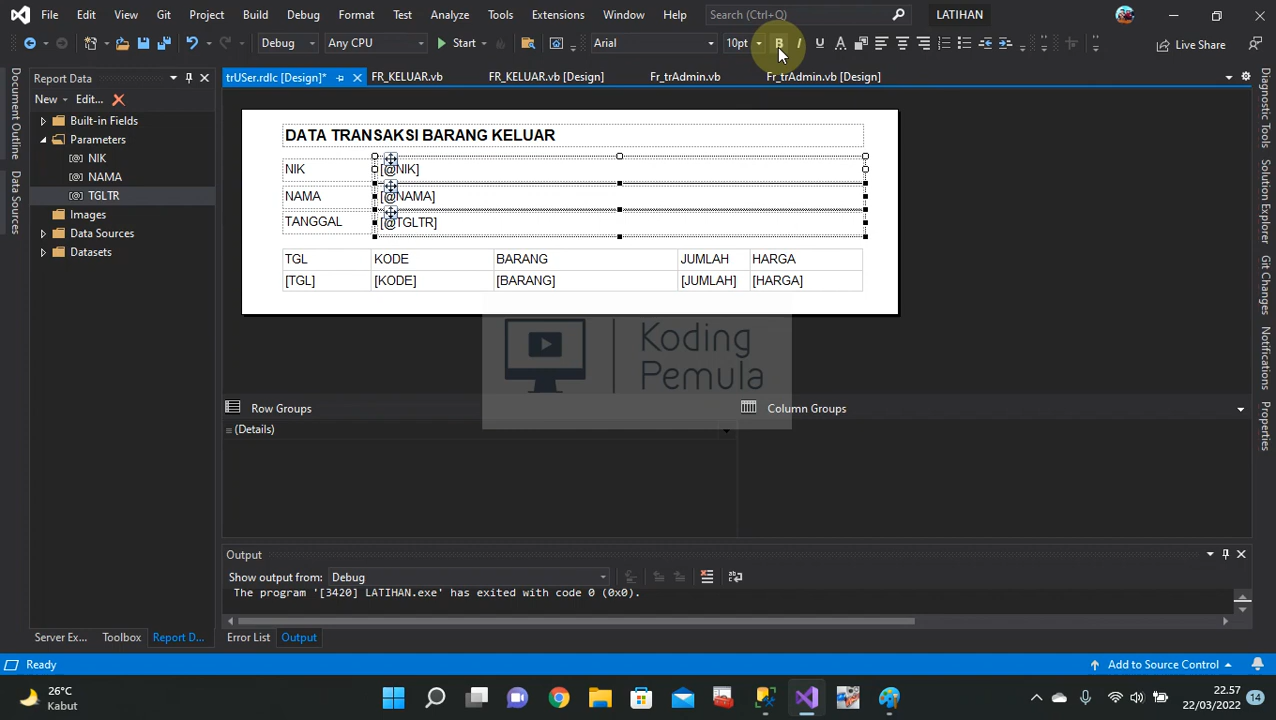 File Edit View Git Project Build Debug Format Test Analyze Tools Extensions Window Help Search (Ctrl+Q) LATIHAN
Debug Any CPU Start Arial 10pt B I U A Live Share
Report Data
New Edit...
Built-in Fields
Parameters
NIK
NAMA
TGLTR
Images
Data Sources
Datasets
Document Outline
Data Sources
trUSer.rdlc [Design]* FR_KELUAR.vb FR_KELUAR.vb [Design] Fr_trAdmin.vb Fr_trAdmin.vb [Design]
DATA TRANSAKSI BARANG KELUAR
NIK [@NIK]
NAMA [@NAMA]
TANGGAL [@TGLTR]
TGL KODE BARANG JUMLAH HARGA
[TGL] [KODE] [BARANG] [JUMLAH] [HARGA]
Koding
Pemula
Row Groups Column Groups
(Details)
Diagnostic Tools
Solution Explorer
Git Changes
Notifications
Properties
Output
Show output from: Debug
The program '[3420] LATIHAN.exe' has exited with code 0 (0x0).
Server Ex... Toolbox Report D... Error List Output
Ready Add to Source Control
26°C
Kabut
22.57
22/03/2022
14